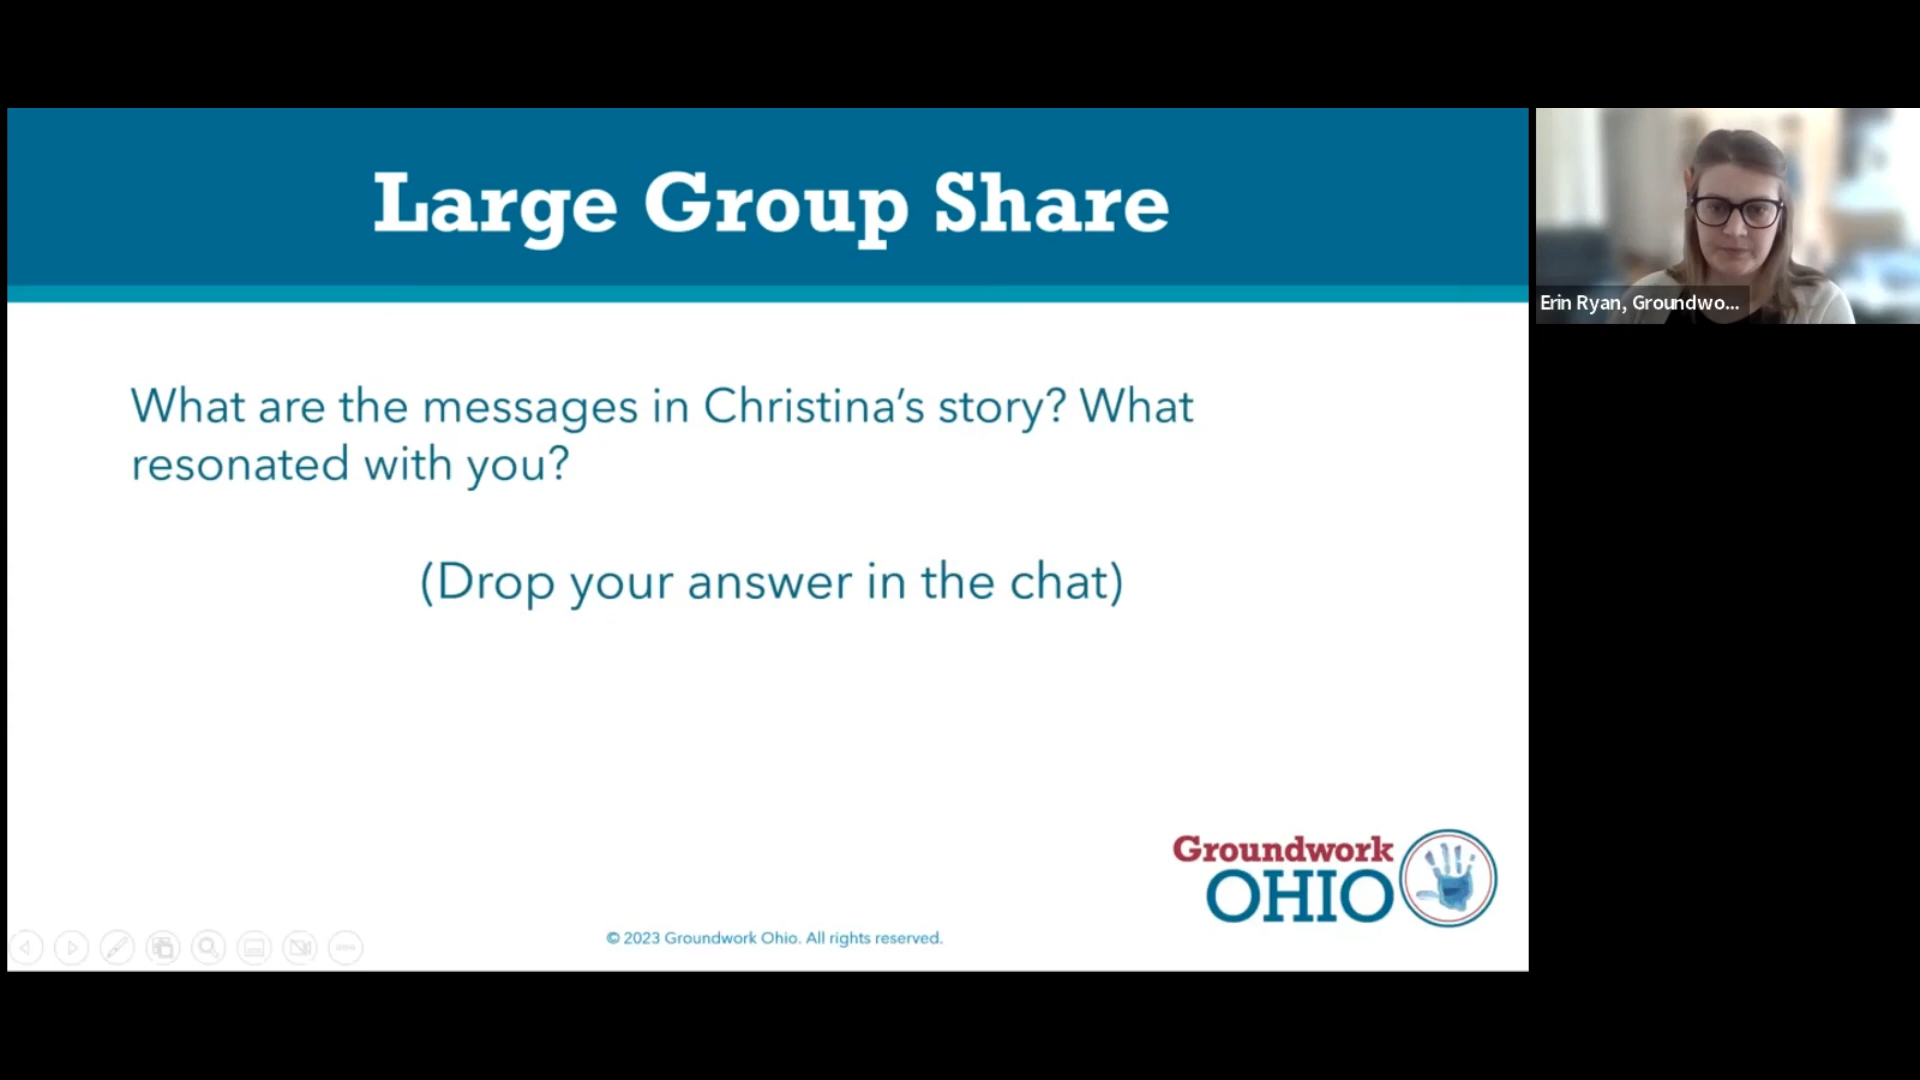 Large Group Share
Erin Ryan, Groundwo...
What are the messages in Christina's story? What
resonated with you?
(Drop your answer in the chat)
Groundwork
OHIO
© 2023 Groundwork Ohio. All rights reserved.